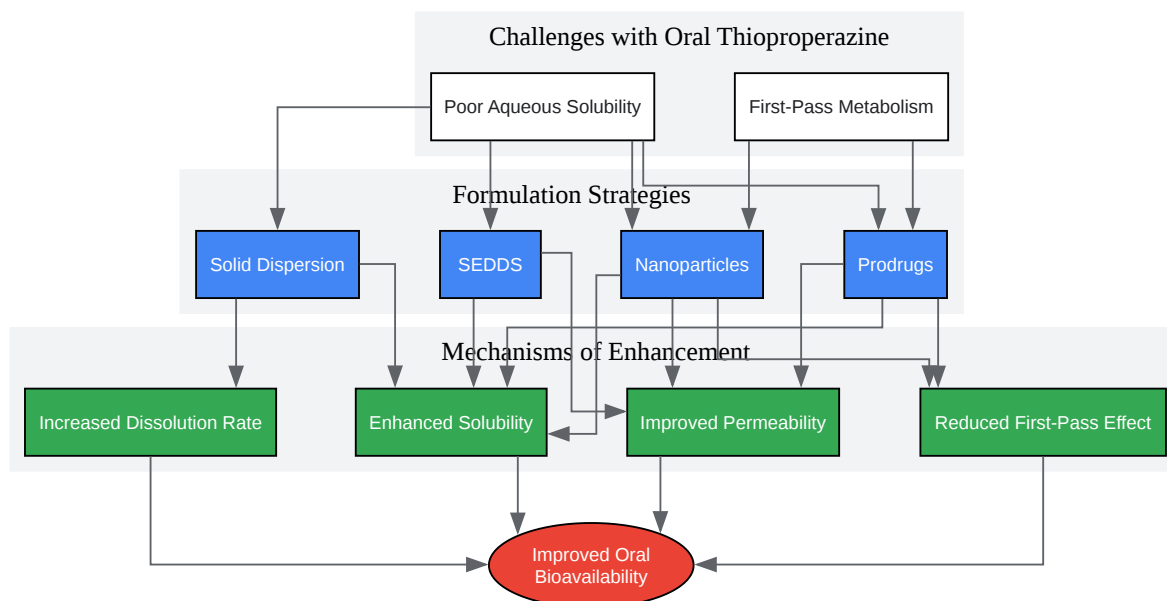 Challenges with Oral Thioproperazine
Poor Aqueous Solubility
First-Pass Metabolism
Formulation Strategies
Solid Dispersion
SEDDS
Nanoparticles
Prodrugs
Mechanisms of Enhancement
Increased Dissolution Rate
Enhanced Solubility
Improved Permeability
Reduced First-Pass Effect
Improved Oral
Bioavailability